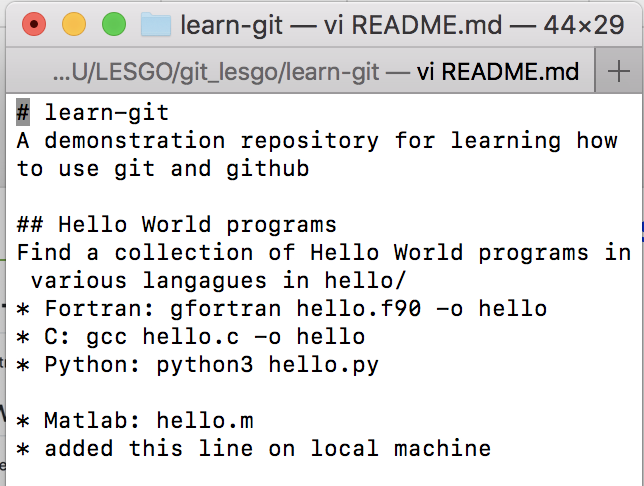 learn-git — vi README.md — 44×29
...U/LESGO/git_lesgo/learn-git — vi README.md
# learn-git
A demonstration repository for learning how
to use git and github
## Hello World programs
Find a collection of Hello World programs in
various langagues in hello/
* Fortran: gfortran hello.f90 -o hello
* C: gcc hello.c -o hello
* Python: python3 hello.py
* Matlab: hello.m
* added this line on local machine